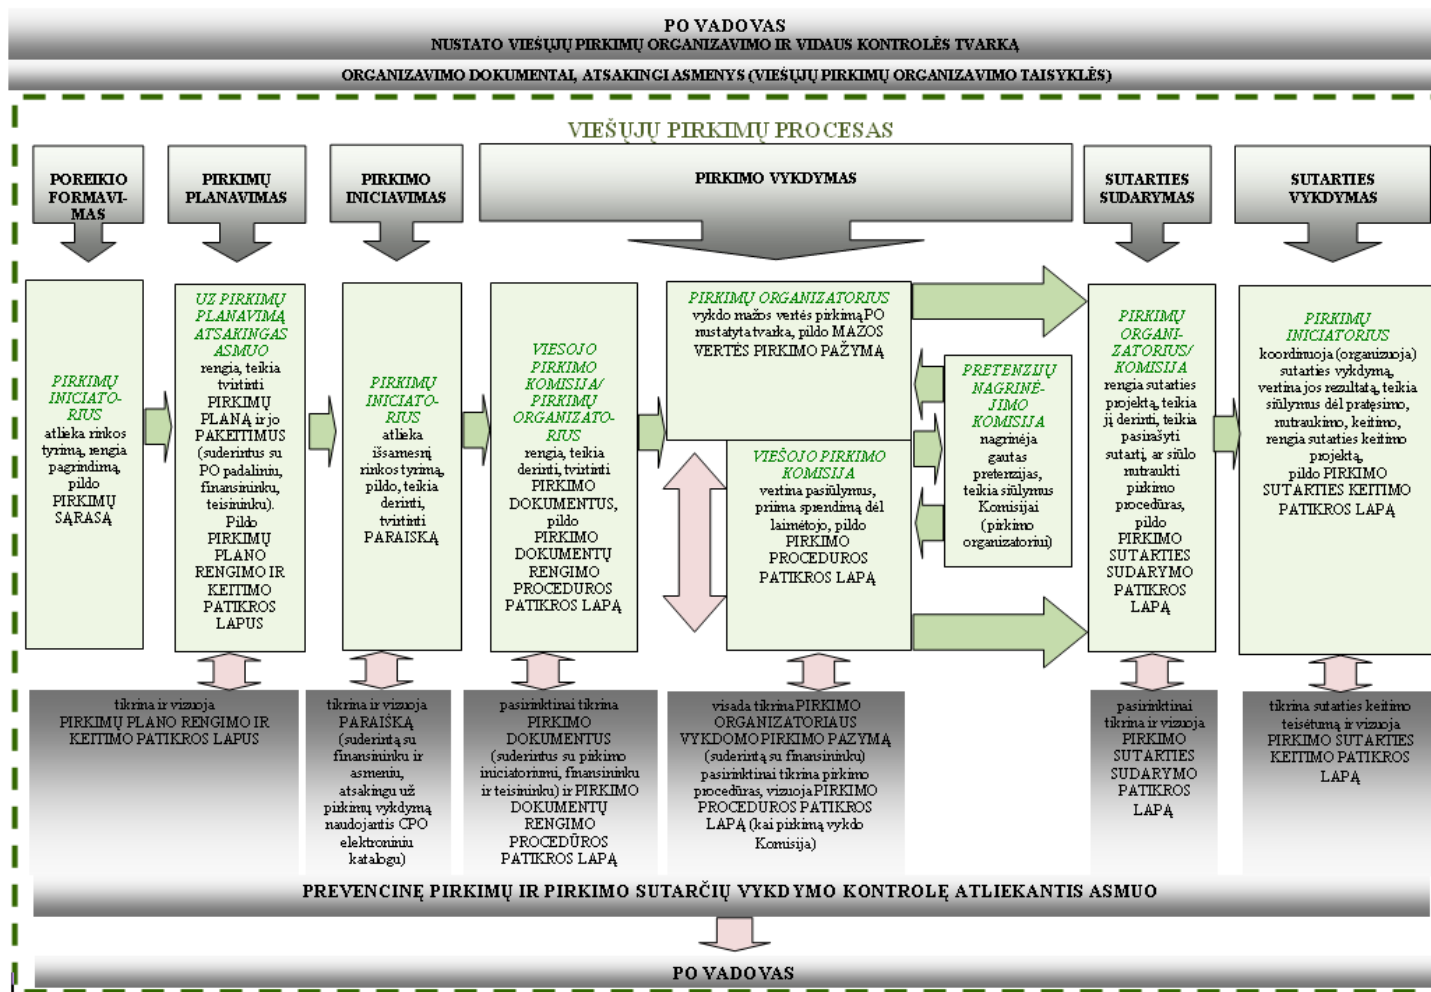 PO VADOVAS
NUSTATO VIEŠŲJŲ PIRKIMŲ ORGANIZAVIMO IR VIDAUS KONTROLĖS TVARKĄ
ORGANIZAVIMO DOKUMENTAI, ATSAKINGI ASMENYS (VIEŠŲJŲ PIRKIMŲ ORGANIZAVIMO TAISYKLĖS)
VIEŠŲJŲ PIRKIMŲ PROCESAS
POREIKIO
FORMAVI-
MAS
PIRKIMŲ
PLANAVIMAS
PIRKIMO
INICIAVIMAS
PIRKIMO VYKDYMAS
SUTARTIES
SUDARYMAS
SUTARTIES
VYKDYMAS
PIRKIMŲ
INICIATO-
RIUS
atlieka rinkos
tyrimą, rengia
pagrindimą,
pildo
PIRKIMŲ
SĄRASĄ
UŽ PIRKIMŲ
PLANAVIMĄ
ATSAKINGAS
ASMUO
rengia, teikia
tvirtinti
PIRKIMŲ
PLANĄ ir jo
PAKEITIMUS
(suderintus su
PO padaliniu,
finansininku,
teisininku).
Pildo
PIRKIMŲ
PLANO
RENGIMO IR
KEITIMO
PATIKROS
LAPUS
PIRKIMŲ
INICIATO-
RIUS
atlieka
išsamesnį
rinkos tyrimą,
pildo, teikia
derinti,
tvirtinti
PARAISKĄ
VIESOJO
PIRKIMO
KOMISIJA/
PIRKIMŲ
ORGANIZATO-
RIUS
rengia, teikia
derinti, tvirtinti
PIRKIMO
DOKUMENTUS,
pildo
PIRKIMO
DOKUMENTŲ
RENGIMO
PROCEDUROS
PATIKROS LAPĄ
PIRKIMŲ ORGANIZATORIUS
vykdo mažos vertės pirkimą PO
nustatyta tvarka, pildo MAZOS
VERTĖS PIRKIMO PAŽYMĄ
VIEŠOJO PIRKIMO
KOMISIJA
vertina pasiūlymus,
priima sprendimą dėl
laimėtojo, pildo
PIRKIMO
PROCEDUROS
PATIKROS LAPĄ
PRETENZIJŲ
NAGRINĖ-
JIMO
KOMISIJA
nagrinėja
gautas
pretenzijas,
teikia siūlymus
Komisijai
(pirkimo
organizatoriui)
PIRKIMŲ
ORGANI-
ZATORIUS/
KOMISIJA
rengia sutarties
projektą, teikia
jį derinti, teikia
pasirašyti
sutartį, ar siūlo
nutraukti
pirkimo
procedūras,
pildo
PIRKIMO
SUTARTIES
SUDARYMO
PATIKROS
LAPĄ
PIRKIMŲ
INICIATORIUS
koordinuoja (organizuoja)
sutarties vykdymą,
vertina jos rezultatą, teikia
siūlymus dėl pratęsimo,
nutraukimo, keitimo,
rengia sutarties keitimo
projektą,
pildo PIRKIMO
SUTARTIES KEITIMO
PATIKROS LAPĄ
tikrina ir vizuoja
PIRKIMŲ PLANO RENGIMO IR
KEITIMO PATIKROS LAPUS
tikrina ir vizuoja
PARAIŠKĄ
(suderintą su
finansininku ir
asmeniu,
atsakingu už
pirkimų vykdymą
naudojantis CPO
elektroniniu
katalogu)
pasirinktinai tikrina
PIRKIMO
DOKUMENTUS
(suderintus su pirkimo
iniciatoriumi, finansininku
ir teisininku) ir PIRKIMO
DOKUMENTŲ
RENGIMO
PROCEDŪROS
PATIKROS LAPĄ
visada tikrina PIRKIMO
ORGANIZATORIAUS
VYKDOMO PIRKIMO PAZYMĄ
(suderintą su finansininku)
pasirinktinai tikrina pirkimo
procedūras, vizuoja PIRKIMO
PROCEDUROS PATIKROS
LAPĄ (kai pirkimą vykdo
Komisija)
pasirinktinai
tikrina ir vizuoja
PIRKIMO
SUTARTIES
SUDARYMO
PATIKROS
LAPĄ
tikrina sutarties keitimo
teisėtumą ir vizuoja
PIRKIMO SUTARTIES
KEITIMO PATIKROS
LAPĄ
PREVENCINĘ PIRKIMŲ IR PIRKIMO SUTARČIŲ VYKDYMO KONTROLĘ ATLIEKANTIS ASMUO
PO VADOVAS